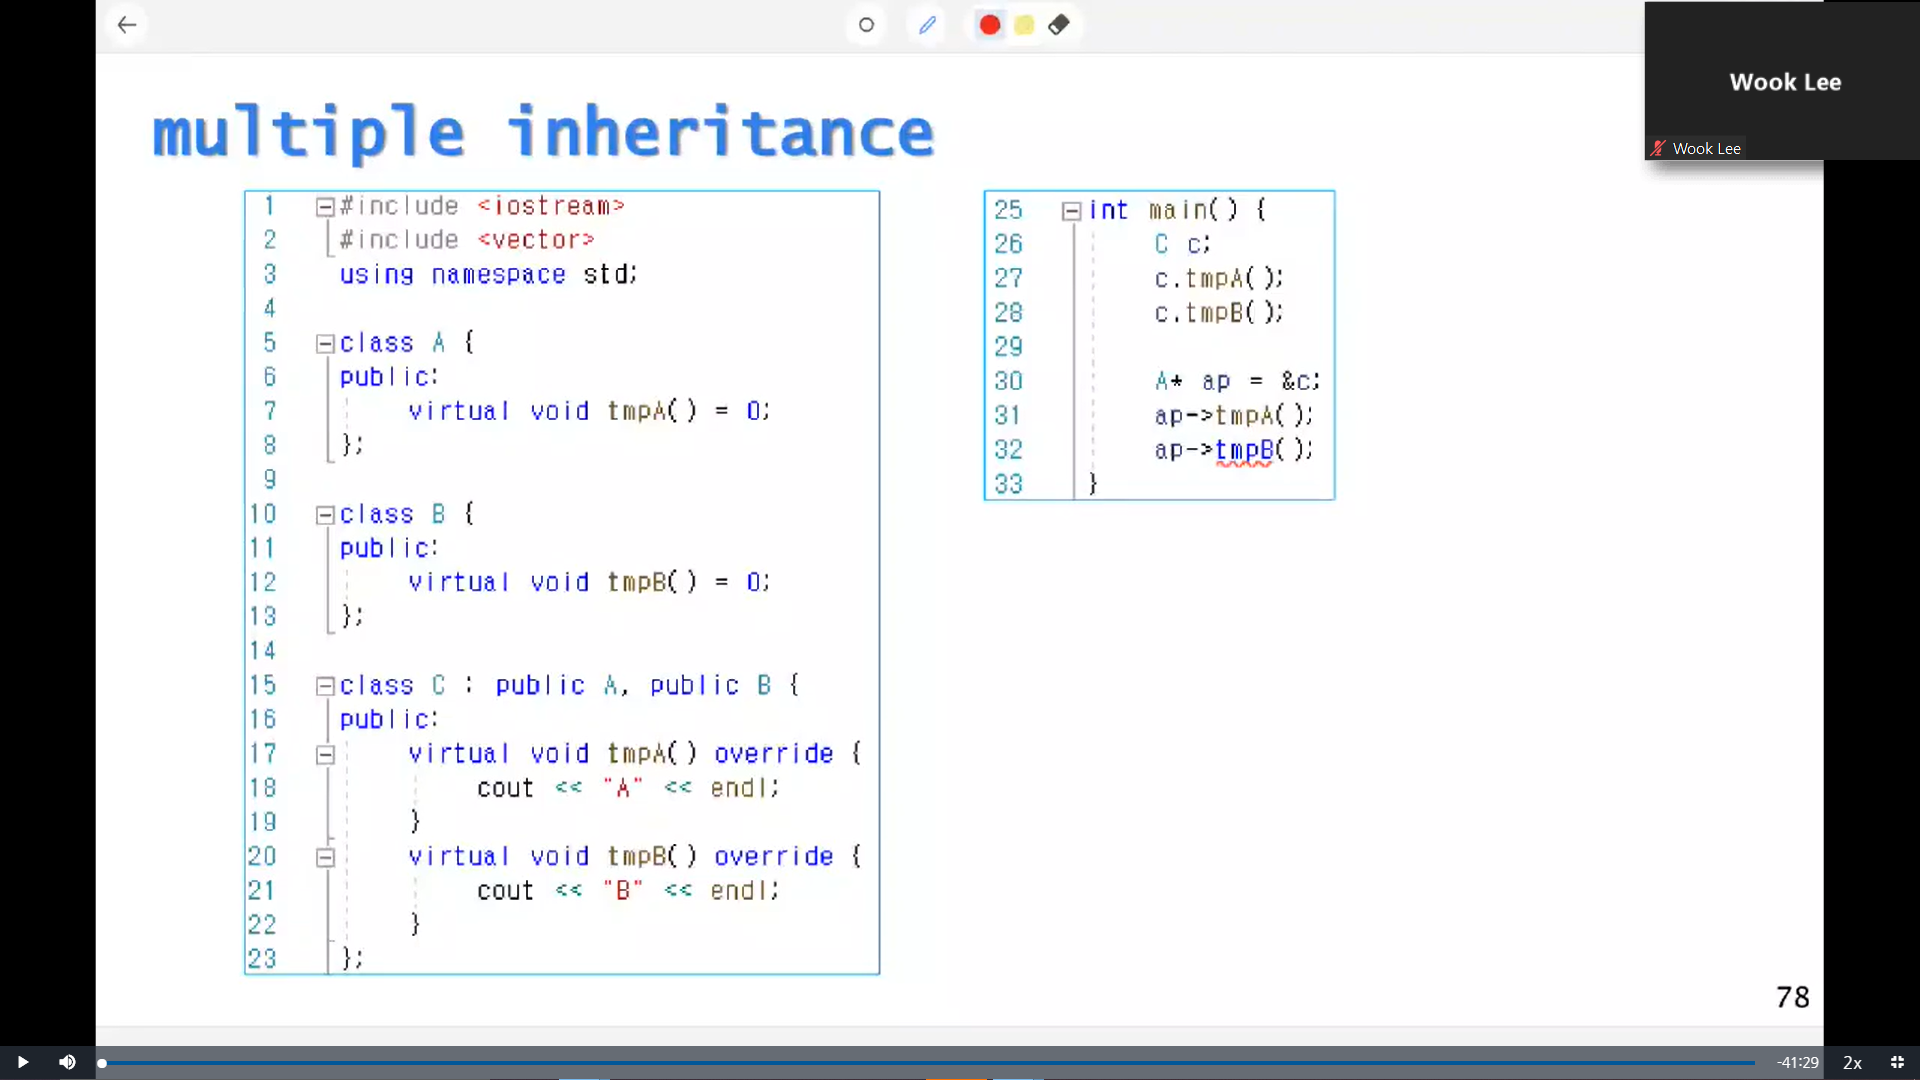 Wook Lee
Wook Lee
multiple inheritance
1 #include <iostream>
2 #include <vector>
3 using namespace std;
4
5 class A {
6 public:
7 virtual void tmpA() = 0;
8 };
9
10 class B {
11 public:
12 virtual void tmpB() = 0;
13 };
14
15 class C : public A, public B {
16 public:
17 virtual void tmpA() override {
18 cout << "A" << endl;
19 }
20 virtual void tmpB() override {
21 cout << "B" << endl;
22 }
23 };
25 int main() {
26 C c;
27 c.tmpA();
28 c.tmpB();
29
30 A* ap = &c;
31 ap->tmpA();
32 ap->tmpB();
33 }
78
-41:29 2x